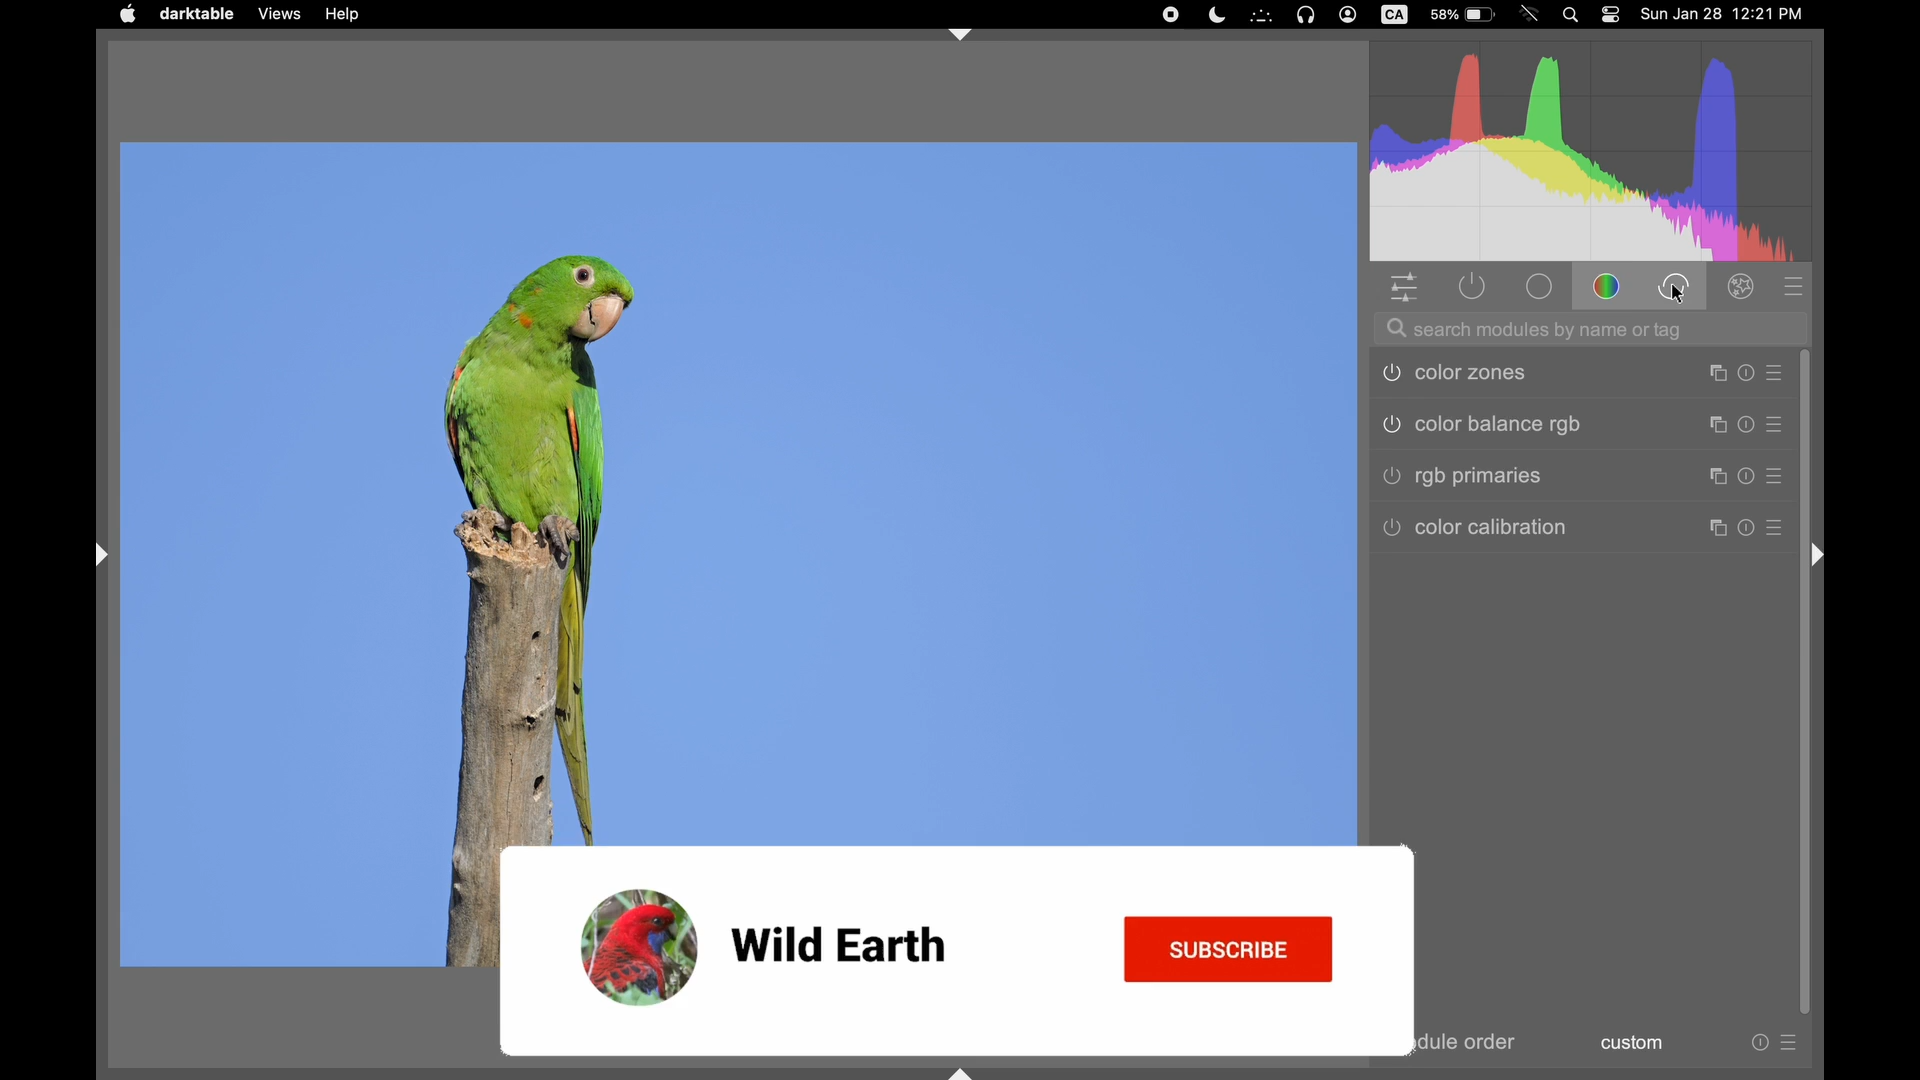 darktable Views Help CA 58% Sun Jan 28 12:21 PM
search modules by name or tag
color zones
color balance rgb
rgb primaries
color calibration
Wild Earth SUBSCRIBE
dule order custom